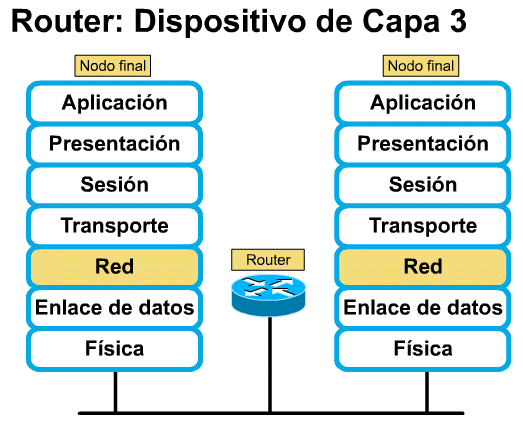 Router: Dispositivo de Capa 3
Nodo final
Aplicación
Presentación
Sesión
Transporte
Red
Enlace de datos
Física
Router
Nodo final
Aplicación
Presentación
Sesión
Transporte
Red
Enlace de datos
Física